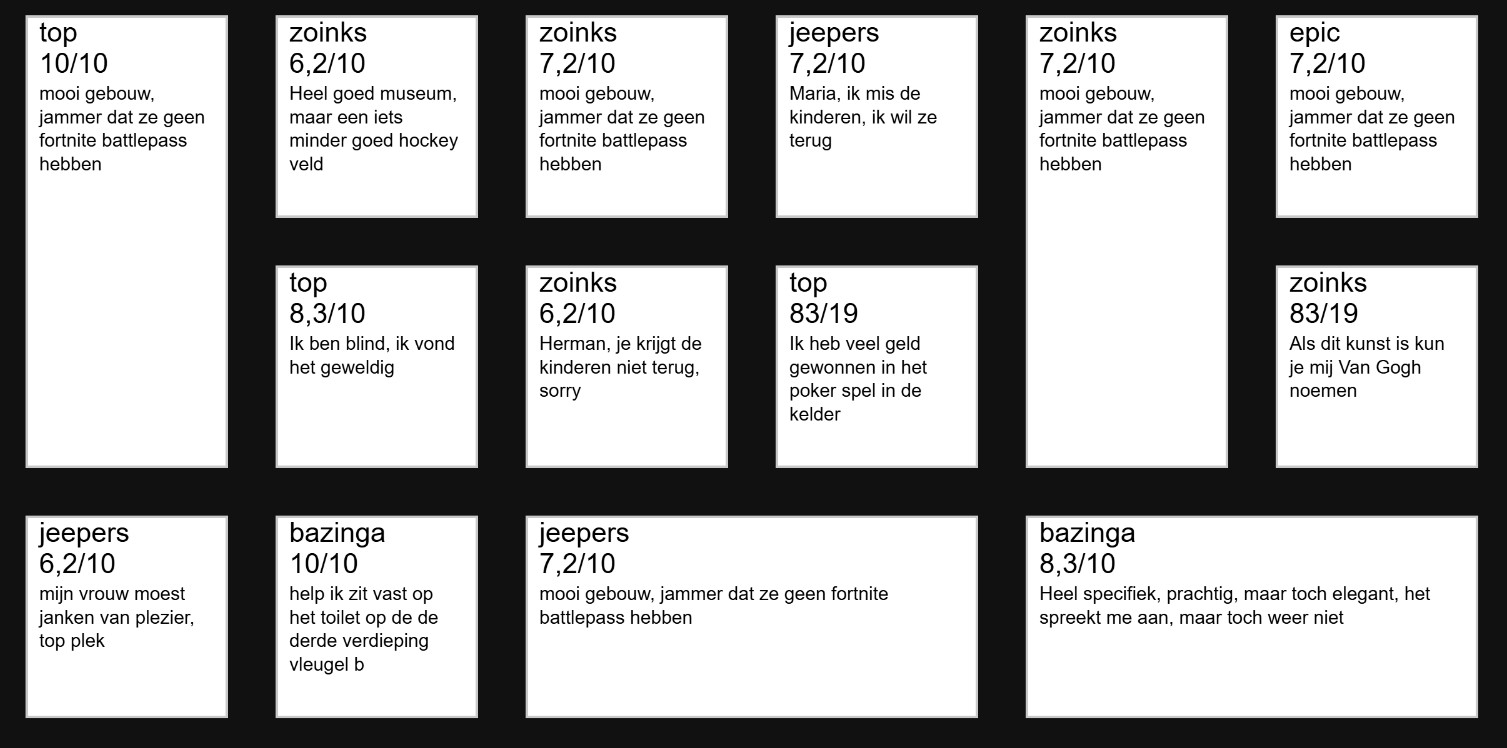 top
10/10
mooi gebouw,
jammer dat ze geen
fortnite battlepass
hebben
zoinks
6,2/10
Heel goed museum,
maar een iets
minder goed hockey
veld
zoinks
7,2/10
mooi gebouw,
jammer dat ze geen
fortnite battlepass
hebben
jeepers
7,2/10
Maria, ik mis de
kinderen, ik wil ze
terug
zoinks
7,2/10
mooi gebouw,
jammer dat ze geen
fortnite battlepass
hebben
epic
7,2/10
mooi gebouw,
jammer dat ze geen
fortnite battlepass
hebben
top
8,3/10
Ik ben blind, ik vond
het geweldig
zoinks
6,2/10
Herman, je krijgt de
kinderen niet terug,
sorry
top
83/19
Ik heb veel geld
gewonnen in het
poker spel in de
kelder
zoinks
83/19
Als dit kunst is kun
je mij Van Gogh
noemen
jeepers
6,2/10
mijn vrouw moest
janken van plezier,
top plek
bazinga
10/10
help ik zit vast op
het toilet op de de
derde verdieping
vleugel b
jeepers
7,2/10
mooi gebouw, jammer dat ze geen fortnite
battlepass hebben
bazinga
8,3/10
Heel specifiek, prachtig, maar toch elegant, het
spreekt me aan, maar toch weer niet